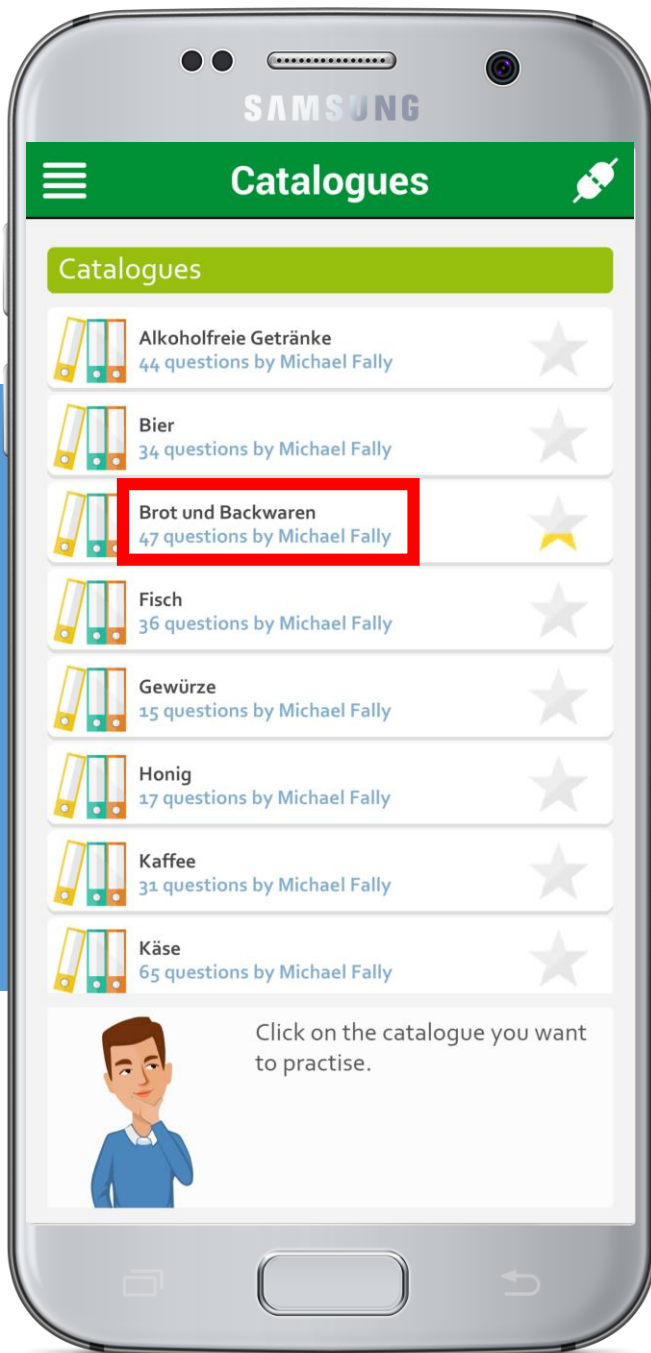 SAMSUNG
Catalogues
Catalogues
Alkoholfreie Getränke
44 questions by Michael Fally
Bier
34 questions by Michael Fally
Brot und Backwaren
47 questions by Michael Fally
Fisch
36 questions by Michael Fally
Gewürze
15 questions by Michael Fally
Honig
17 questions by Michael Fally
Kaffee
31 questions by Michael Fally
Käse
65 questions by Michael Fally
Click on the catalogue you want
to practise.